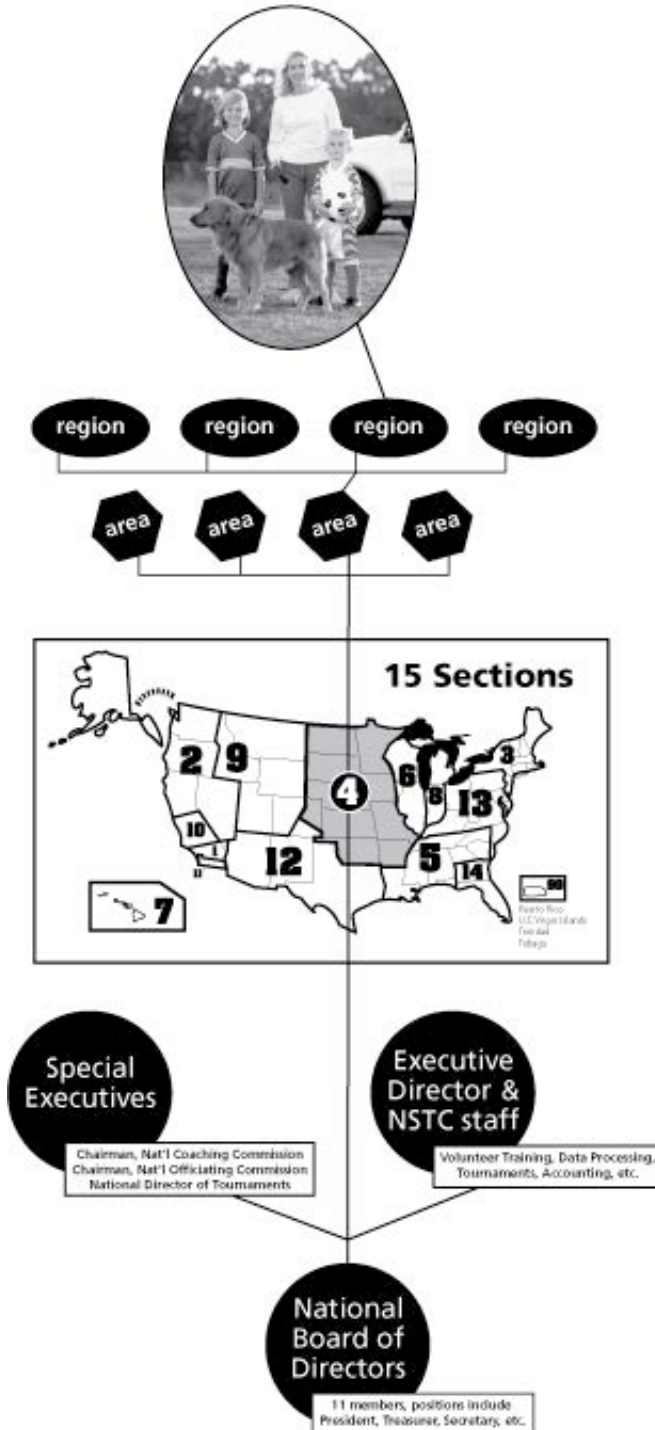 region
region
region
region
area
area
area
area
15 Sections
2
9
4
6
8
3
13
10
1
11
12
5
14
7
90
Puerto Rico
U.S. Virgin Islands
Trinidad
Tobago
Special
Executives
Chairman, Nat'l Coaching Commission
Chairman, Nat'l Officiating Commission
National Director of Tournaments
Executive
Director &
NSTC staff
Volunteer Training, Data Processing,
Tournaments, Accounting, etc.
National
Board of
Directors
11 members, positions include
President, Treasurer, Secretary, etc.